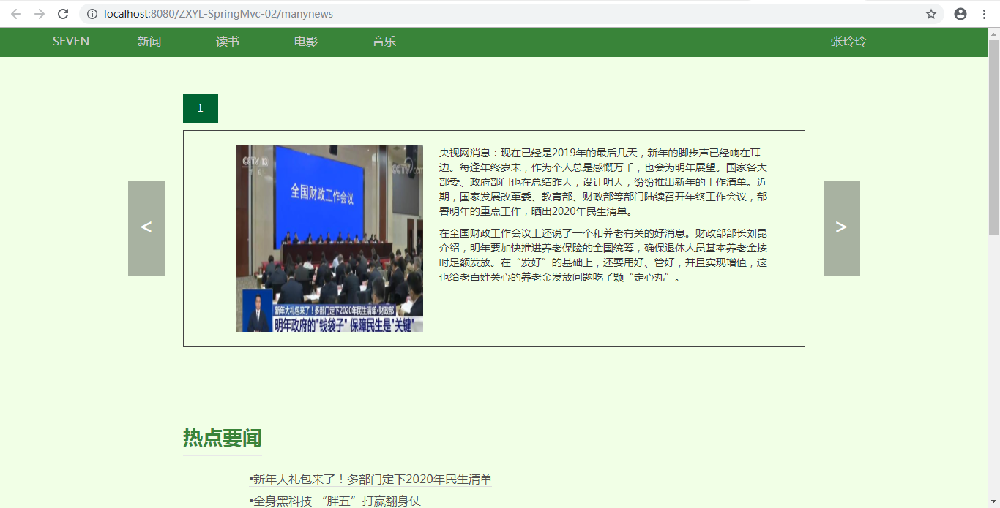 localhost:8080/ZXYL-SpringMvc-02/manynews
SEVEN 新闻 读书 电影 音乐 张玲玲
1
CCTV 13
新闻
CCTV.com
全国财政工作会议
新年大礼包来了！多部门定下2020年民生清单·财政部
明年政府的"钱袋子" 保障民生是"关键"
央视网消息：现在已经是2019年的最后几天，新年的脚步声已经响在耳
边。每逢年终岁末，作为个人总是感慨万千，也会为明年展望。国家各大
部委、政府部门也在总结昨天，设计明天，纷纷推出新年的工作清单。近
期，国家发展改革委、教育部、财政部等部门陆续召开年终工作会议，部
署明年的重点工作，晒出2020年民生清单。
在全国财政工作会议上还说了一个和养老有关的好消息。财政部部长刘昆
介绍，明年要加快推进养老保险的全国统筹，确保退休人员基本养老金按
时足额发放。在“发好”的基础上，还要用好、管好，并且实现增值，这
也给老百姓关心的养老金发放问题吃了颗“定心丸”。
<
>
热点要闻
▪新年大礼包来了！多部门定下2020年民生清单
▪全身黑科技 “胖五”打赢翻身仗